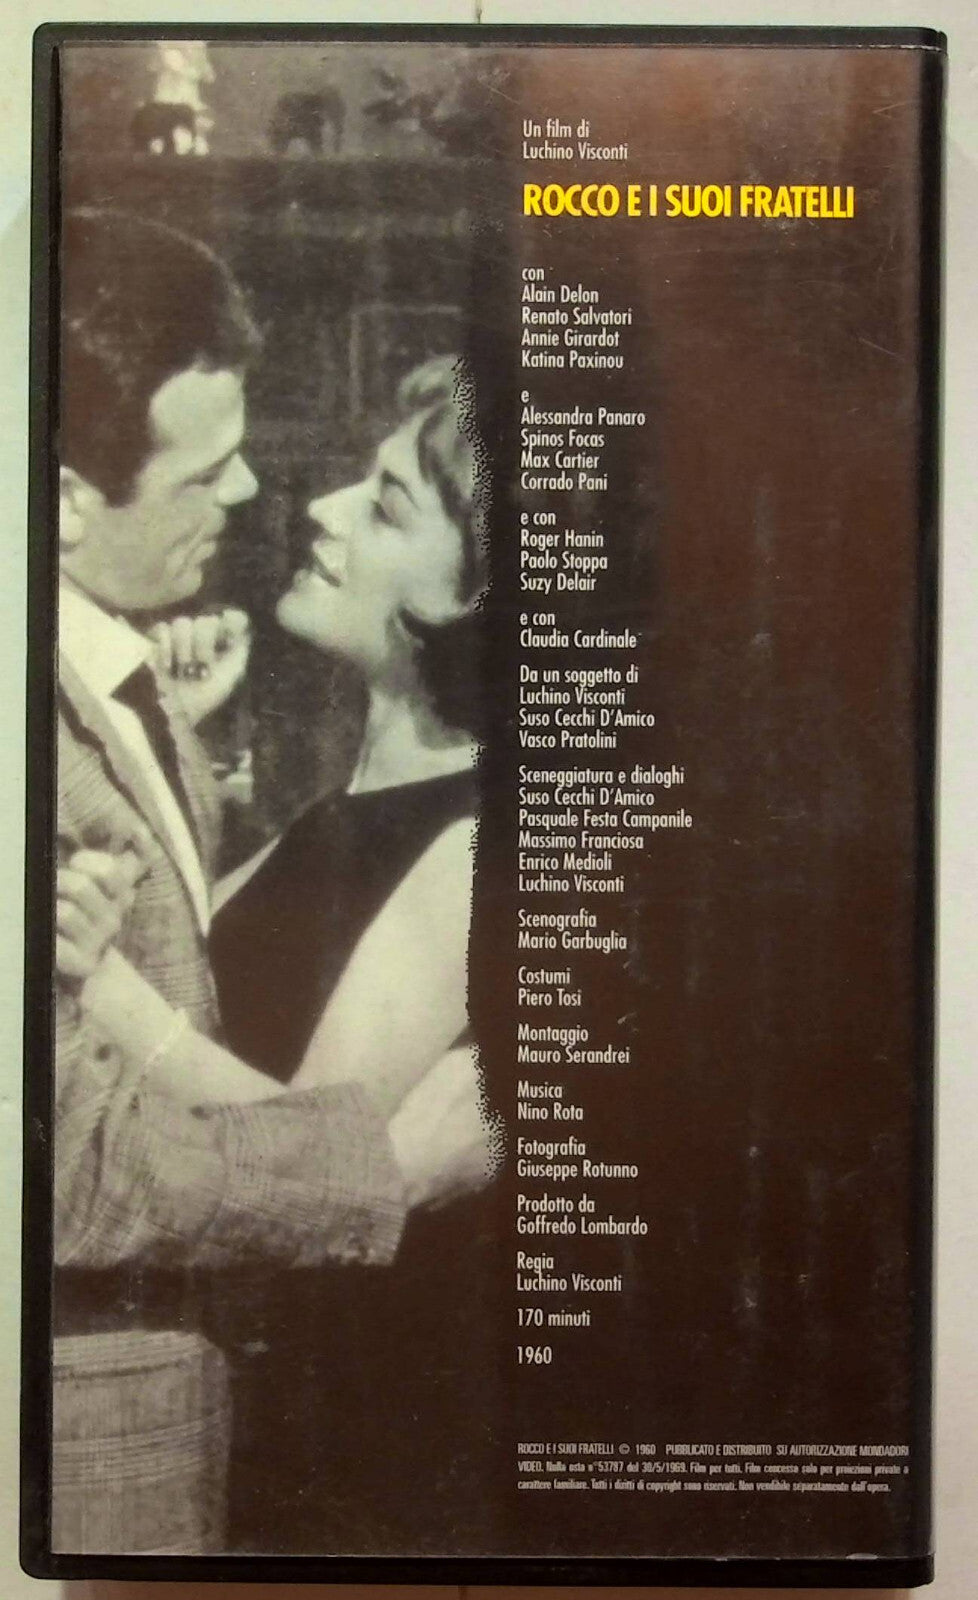 Un film di
Luchino Visconti
ROCCO E I SUOI FRATELLI
con
Alain Delon
Renato Salvatori
Annie Girardot
Katina Paxinou
e
Alessandra Panaro
Spinos Focas
Max Cartier
Corrado Pani
e con
Roger Hanin
Paolo Stoppa
Suzy Delair
e con
Claudia Cardinale
Da un soggetto di
Luchino Visconti
Suso Cecchi D'Amico
Vasco Pratolini
Sceneggiatura e dialoghi
Suso Cecchi D'Amico
Pasquale Festa Campanile
Massimo Franciosa
Enrico Medioli
Luchino Visconti
Scenografia
Mario Garbuglia
Costumi
Piero Tosi
Montaggio
Mauro Serandrei
Musica
Nino Rota
Fotografia
Giuseppe Rotunno
Prodotto da
Goffredo Lombardo
Regia
Luchino Visconti
170 minuti
1960
ROCCO E I SUOI FRATELLI © 1960 PUBBLICATO E DISTRIBUITO SU AUTORIZZAZIONE MONDADORI
VIDEO. Nulla osta n° 53787 del 30/5/1969. Film per tutti. Film concesso solo per proiezioni private a
carattere familiare. Tutti i diritti di copyright sono riservati. Non vendibile separatamente dall'opera.